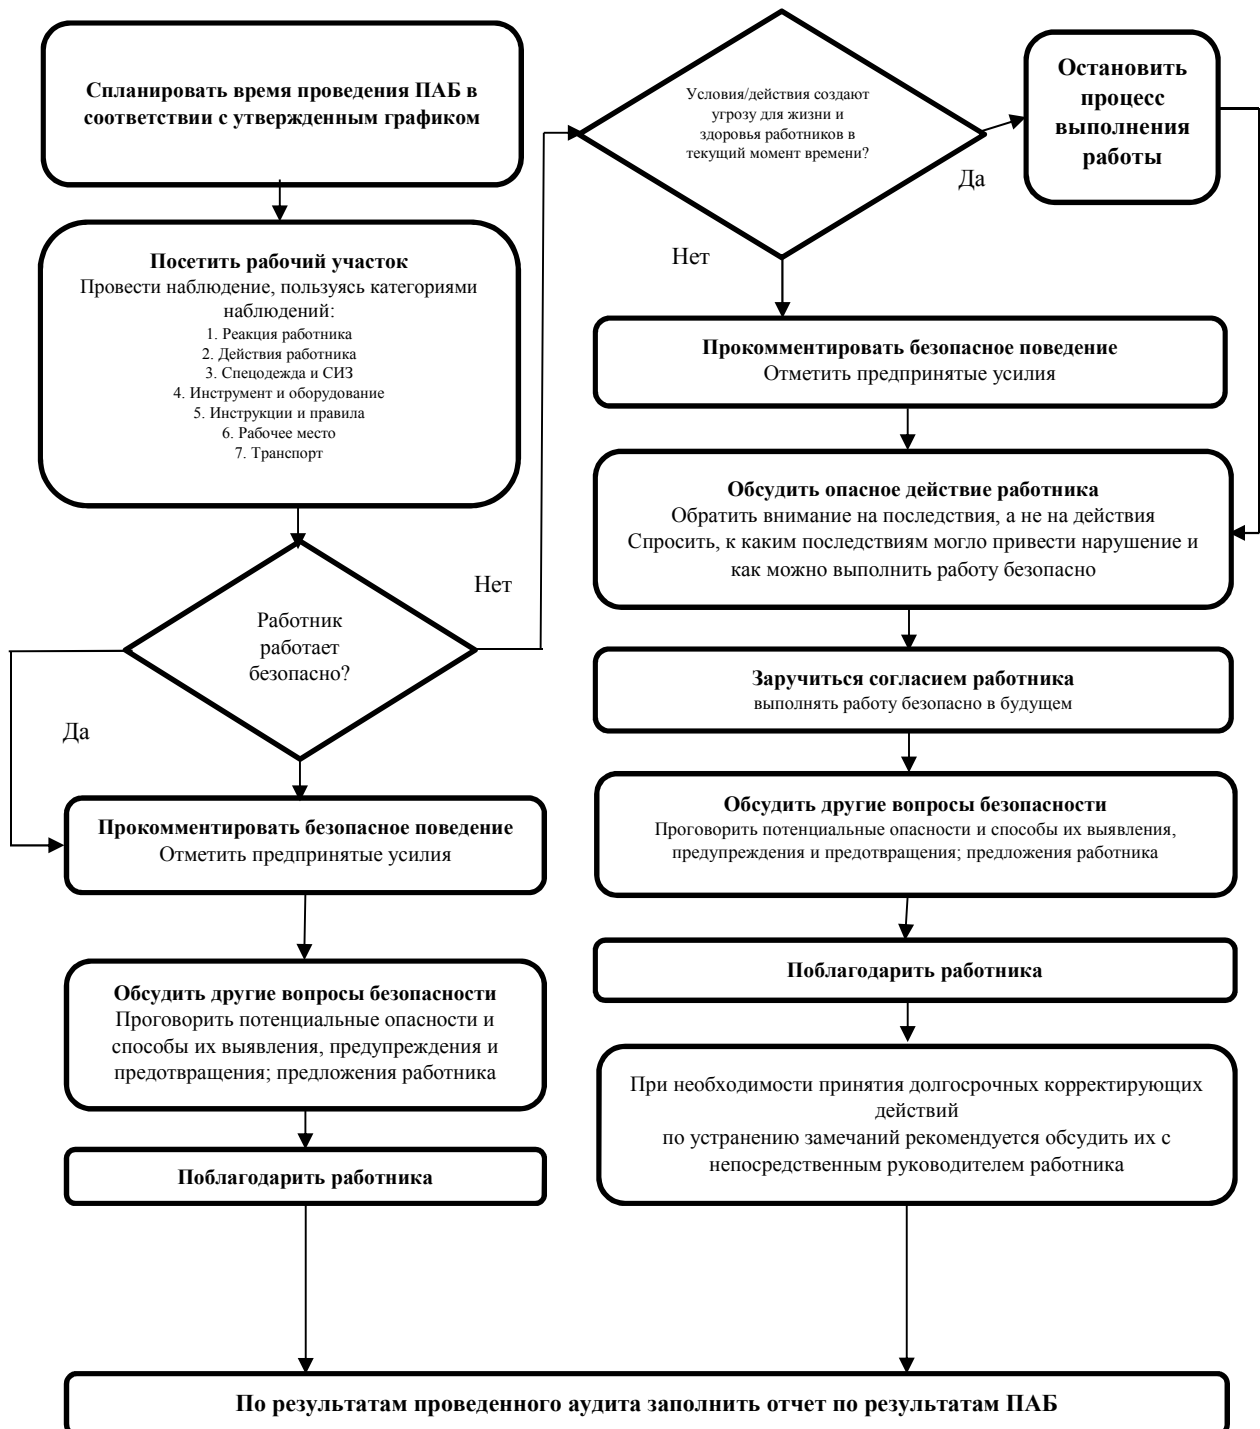 Спланировать время проведения ПАБ в
соответствии с утвержденным графиком
Посетить рабочий участок
Провести наблюдение, пользуясь категориями
наблюдений:
1. Реакция работника
2. Действия работника
3. Спецодежда и СИЗ
4. Инструмент и оборудование
5. Инструкции и правила
6. Рабочее место
7. Транспорт
Работник
работает
безопасно?
Нет
Да
Прокомментировать безопасное поведение
Отметить предпринятые усилия
Обсудить другие вопросы безопасности
Проговорить потенциальные опасности и
способы их выявления, предупреждения и
предотвращения; предложения работника
Поблагодарить работника
Условия/действия создают
угрозу для жизни и
здоровья работников в
текущий момент времени?
Да
Нет
Остановить
процесс
выполнения
работы
Прокомментировать безопасное поведение
Отметить предпринятые усилия
Обсудить опасное действие работника
Обратить внимание на последствия, а не на действия
Спросить, к каким последствиям могло привести нарушение и
как можно выполнить работу безопасно
Заручиться согласием работника
выполнять работу безопасно в будущем
Обсудить другие вопросы безопасности
Проговорить потенциальные опасности и способы их выявления,
предупреждения и предотвращения; предложения работника
Поблагодарить работника
При необходимости принятия долгосрочных корректирующих
действий
по устранению замечаний рекомендуется обсудить их с
непосредственным руководителем работника
По результатам проведенного аудита заполнить отчет по результатам ПАБ